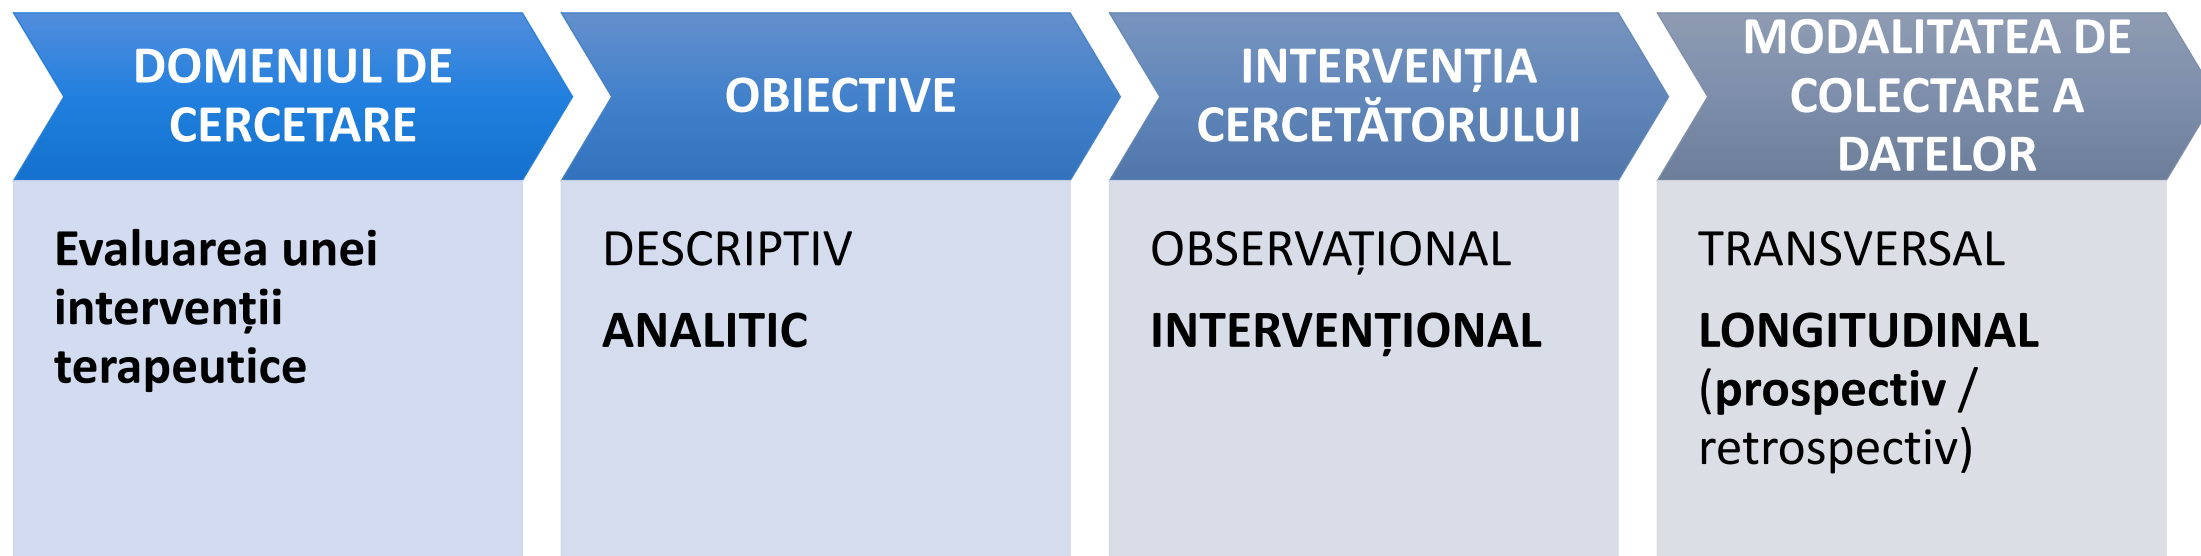 DOMENIUL DE
CERCETARE
Evaluarea unei
intervenții
terapeutice
OBIECTIVE
DESCRIPTIV
ANALITIC
INTERVENȚIA
CERCETĂTORULUI
OBSERVAȚIONAL
INTERVENȚIONAL
MODALITATEA DE
COLECTARE A
DATELOR
TRANSVERSAL
LONGITUDINAL
(prospectiv /
retrospectiv)